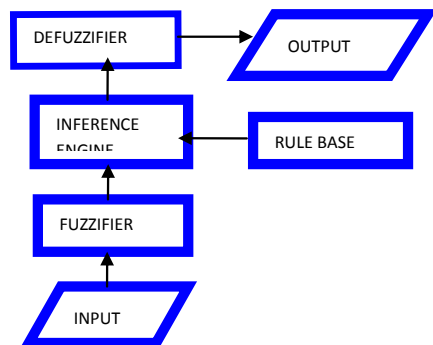 DEFUZZIFIER
OUTPUT
INFERENCE
ENGINE
RULE BASE
FUZZIFIER
INPUT